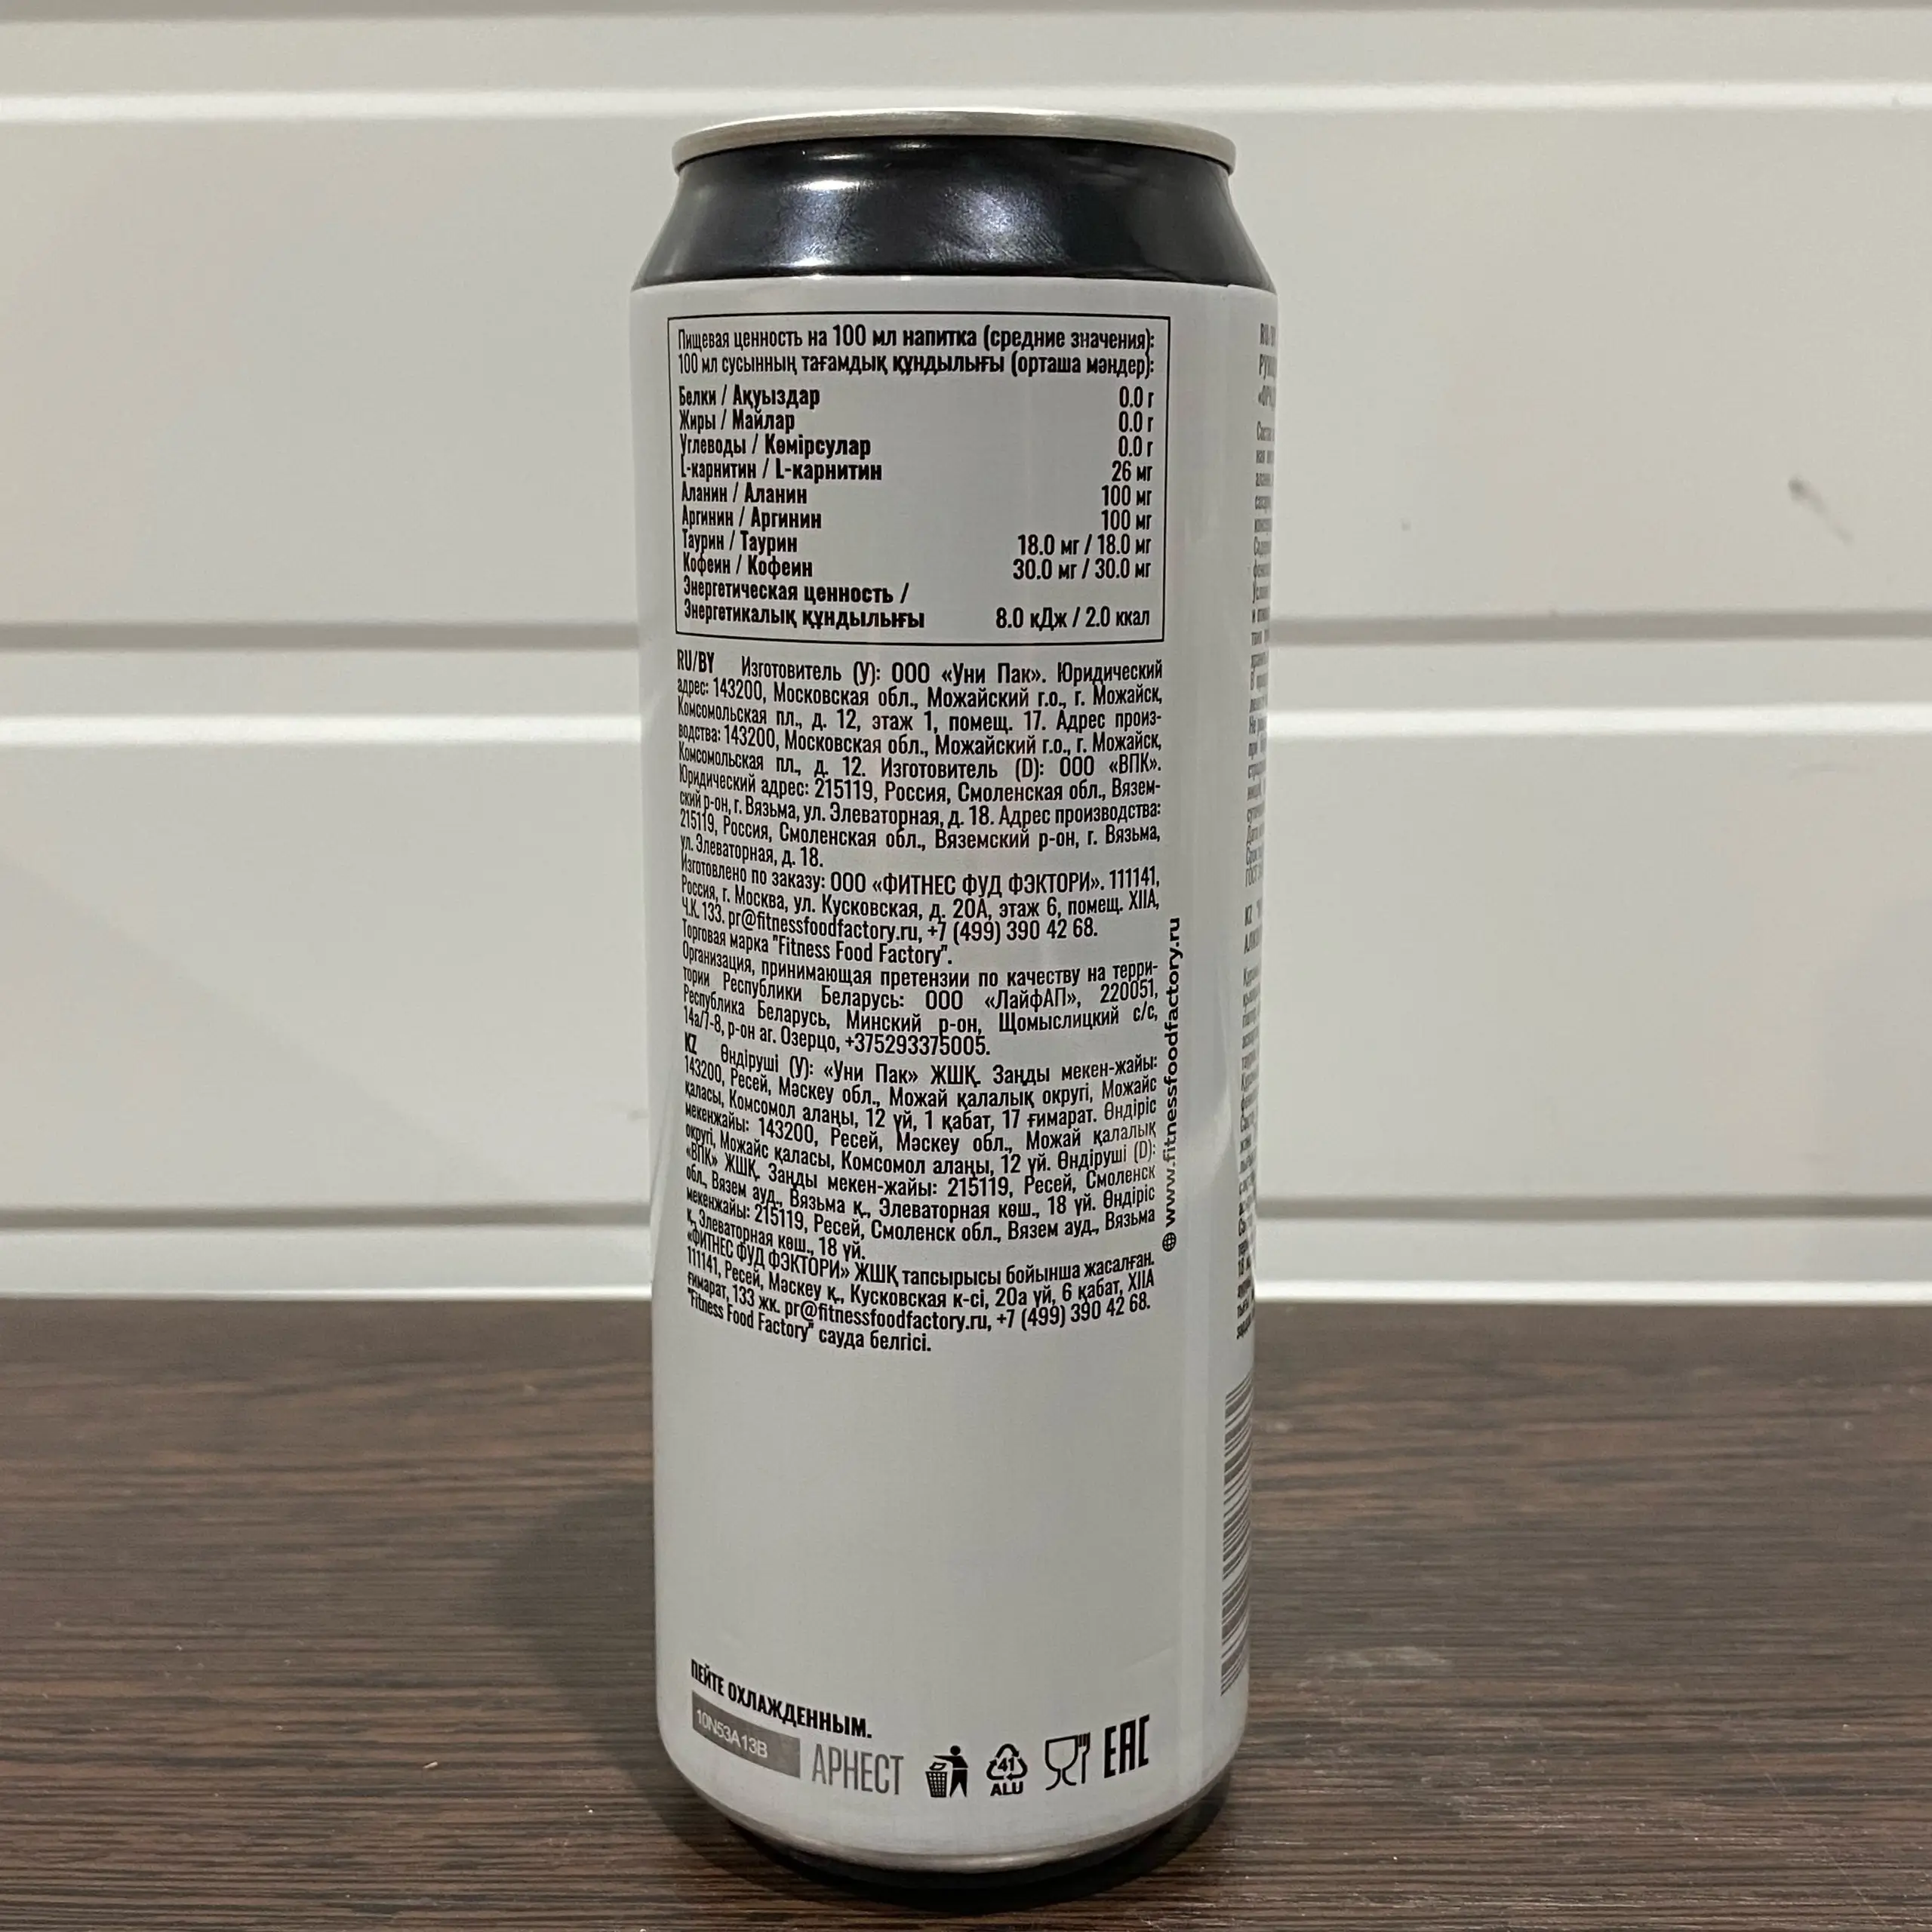 Пищевая ценность на 100 мл напитка (средние значения):
100 мл сусынның тағамдық құндылығы (орташа мәндер):
Белки / Ақуыздар 0.0 г
Жиры / Майлар 0.0 г
Углеводы / Көмірсулар 0.0 г
L-карнитин / L-карнитин 26 мг
Аланин / Аланин 100 мг
Аргинин / Аргинин 100 мг
Таурин / Таурин 18.0 мг / 18.0 мг
Кофеин / Кофеин 30.0 мг / 30.0 мг
Энергетическая ценность /
Энергетикалық құндылығы 8.0 кДж / 2.0 ккал
RU/BY Изготовитель (У): ООО «Уни Пак». Юридический
адрес: 143200, Московская обл., Можайский г.о., г. Можайск,
Комсомольская пл., д. 12, этаж 1, помещ. 17. Адрес произ-
водства: 143200, Московская обл., Можайский г.о., г. Можайск,
Комсомольская пл., д. 12. Изготовитель (D): ООО «ВПК».
Юридический адрес: 215119, Россия, Смоленская обл., Вязем-
ский р-он, г. Вязьма, ул. Элеваторная, д. 18. Адрес производства:
215119, Россия, Смоленская обл., Вяземский р-он, г. Вязьма,
ул. Элеваторная, д. 18.
Изготовлено по заказу: ООО «ФИТНЕС ФУД ФЭКТОРИ». 111141,
Россия, г. Москва, ул. Кусковская, д. 20А, этаж 6, помещ. XIIА,
Ч.К. 133. pr@fitnessfoodfactory.ru, +7 (499) 390 42 68.
Торговая марка "Fitness Food Factory".
Организация, принимающая претензии по качеству на терри-
тории Республики Беларусь: ООО «ЛайфАП», 220051,
Республика Беларусь, Минский р-он, Щомыслицкий с/с,
14а/7-8, р-он аг. Озерцо, +375293375005.
KZ Өндіруші (У): «Уни Пак» ЖШҚ. Заңды мекен-жайы:
143200, Ресей, Мәскеу обл., Можай қалалық округі, Можайс
қаласы, Комсомол алаңы, 12 үй, 1 қабат, 17 ғимарат. Өндіріс
мекенжайы: 143200, Ресей, Мәскеу обл., Можай қалалық
округі, Можайс қаласы, Комсомол алаңы, 12 үй. Өндіруші (D):
«ВПК» ЖШҚ. Заңды мекен-жайы: 215119, Ресей, Смоленск
обл., Вязем ауд., Вязьма қ., Элеваторная көш., 18 үй. Өндіріс
мекенжайы: 215119, Ресей, Смоленск обл., Вязем ауд., Вязьма
қ. Элеваторная көш., 18 үй.
«ФИТНЕС ФУД ФЭКТОРИ» ЖШҚ тапсырысы бойынша жасалған.
111141, Ресей, Мәскеу қ., Кусковская к-сі, 20а үй, 6 қабат, XIIА
ғимарат, 133 жк. pr@fitnessfoodfactory.ru, +7 (499) 390 42 68.
"Fitness Food Factory" сауда белгісі.
www.fitnessfoodfactory.ru
ПЕЙТЕ ОХЛАЖДЕННЫМ.
10N53A13B
АРНЕСТ
41
ALU
EAC